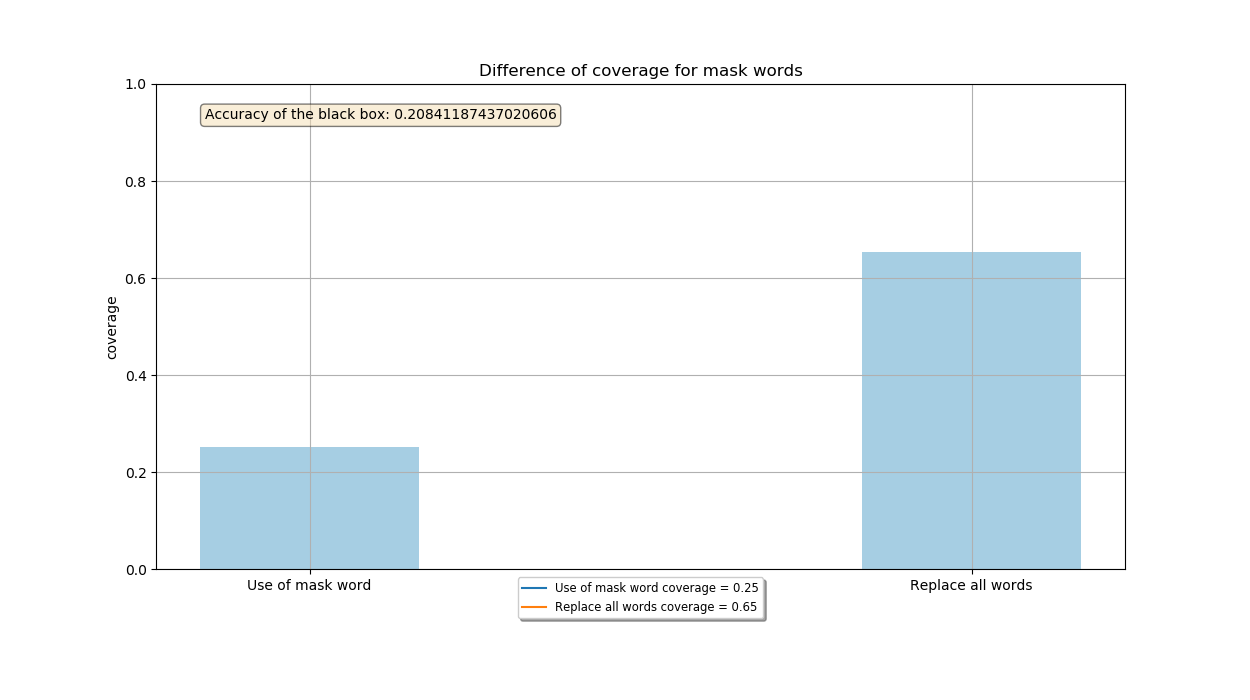 Difference of coverage for mask words
1.0
Accuracy of the black box: 0.20841187437020606
0.8
0.6
coverage
0.4
0.2
0.0
Use of mask word
Replace all words
Use of mask word coverage = 0.25
Replace all words coverage = 0.65